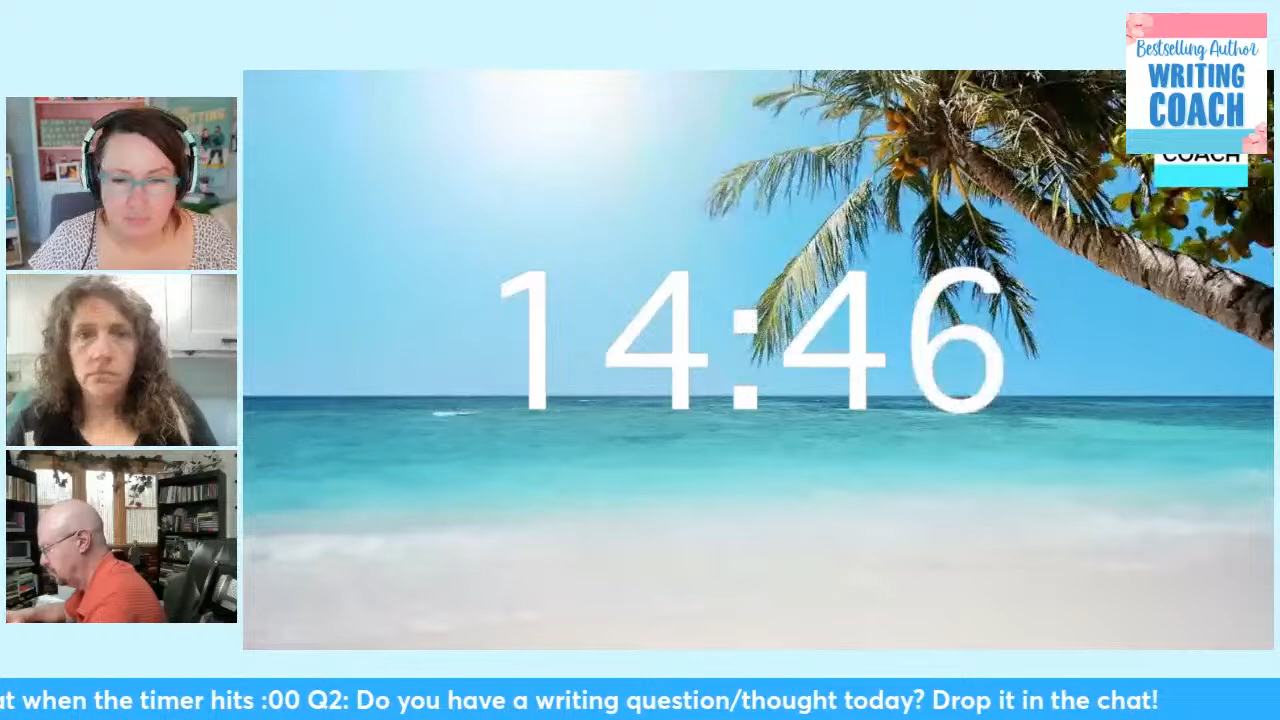 Bestselling Author
WRITING
COACH
COACH
14:46
at when the timer hits :00 Q2: Do you have a writing question/thought today? Drop it in the chat!